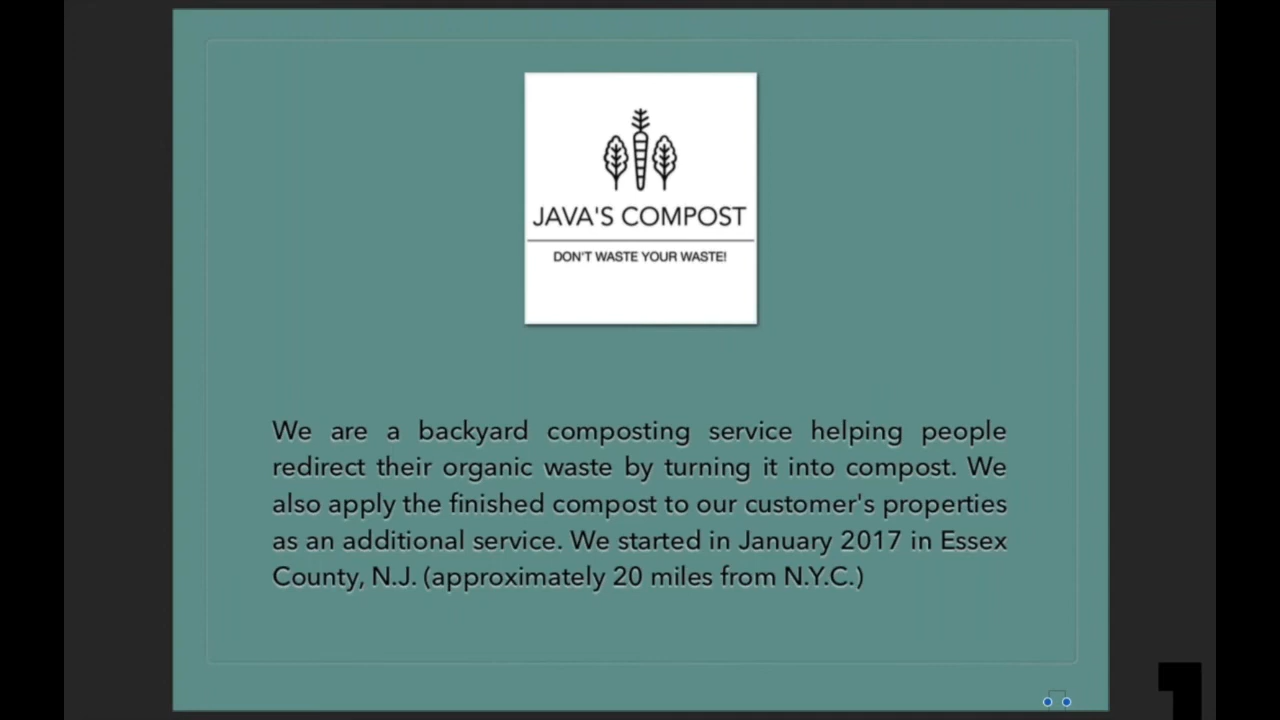 JAVA'S COMPOST
DON'T WASTE YOUR WASTE!
We are a backyard composting service helping people
redirect their organic waste by turning it into compost. We
also apply the finished compost to our customer's properties
as an additional service. We started in January 2017 in Essex
County, N.J. (approximately 20 miles from N.Y.C.)